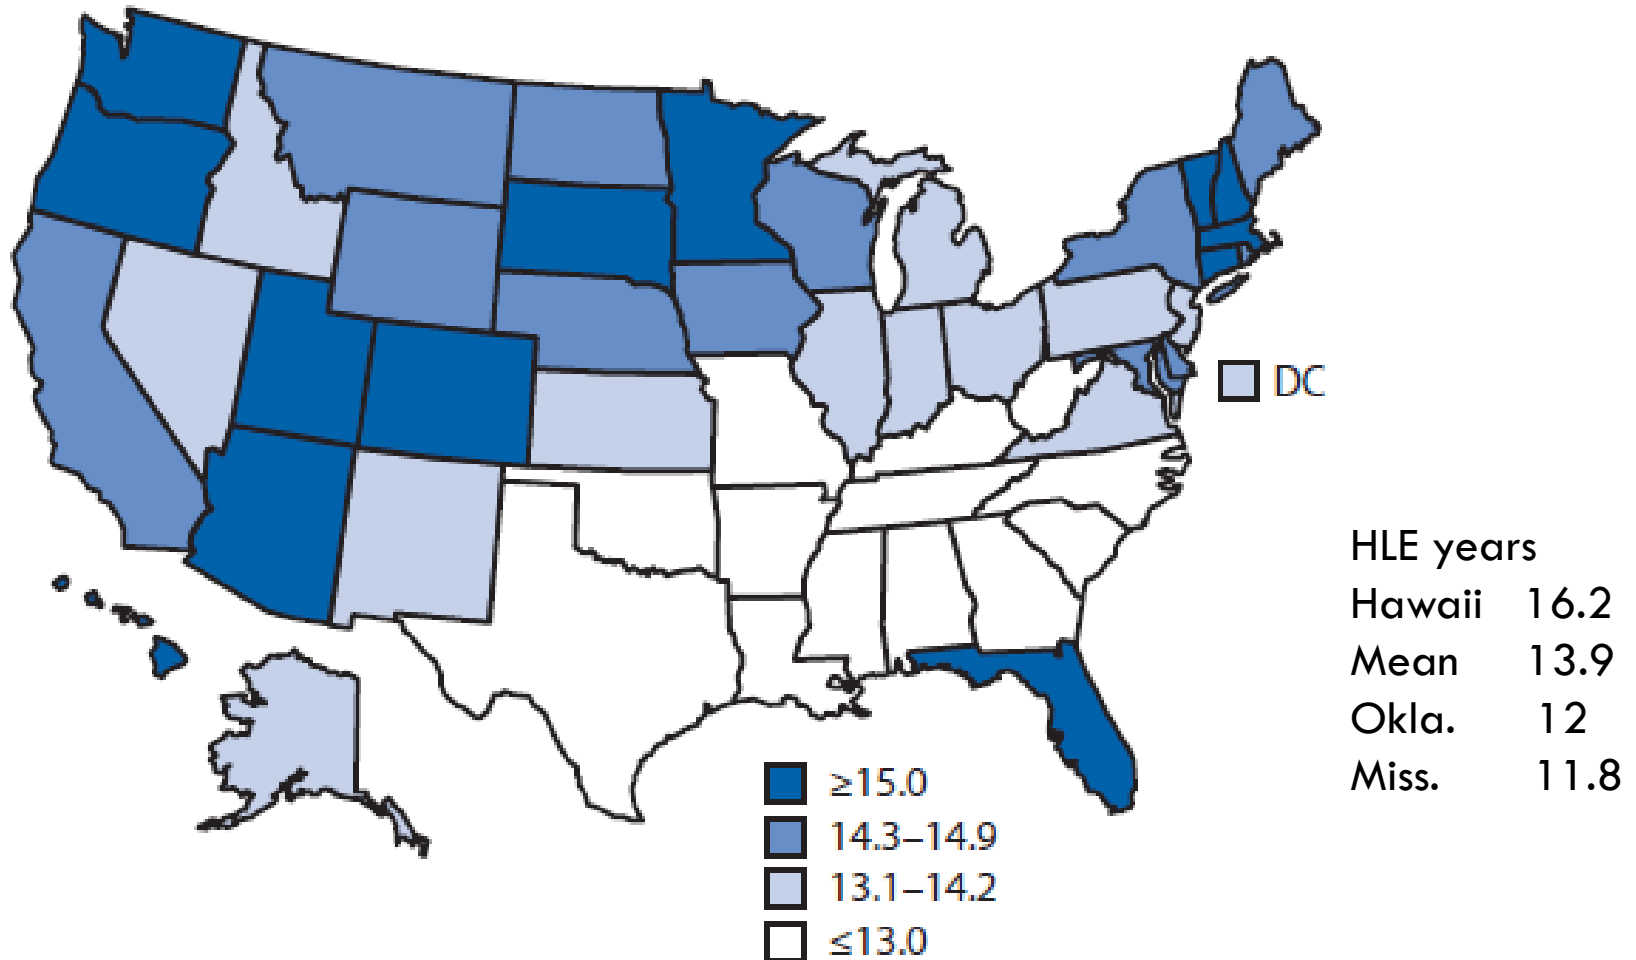 DC
HLE years
Hawaii 16.2
Mean 13.9
Okla. 12
Miss. 11.8
≥15.0
14.3–14.9
13.1–14.2
≤13.0